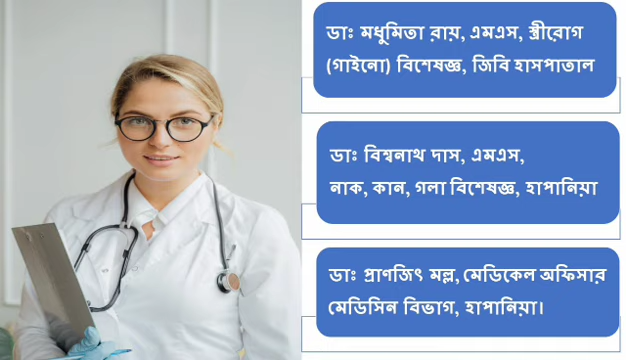 ডাঃ মধুমিতা রায়, এমএস, স্ত্রীরোগ
(গাইনো) বিশেষজ্ঞ, জিবি হাসপাতাল
ডাঃ বিশ্বনাথ দাস, এমএস,
নাক, কান, গলা বিশেষজ্ঞ, হাপানিয়া
ডাঃ প্রাণজিৎ মল্ল, মেডিকেল অফিসার
মেডিসিন বিভাগ, হাপানিয়া।